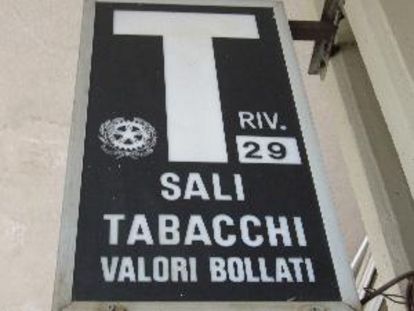 T
RIV.
29
SALI
TABACCHI
VALORI BOLLATI